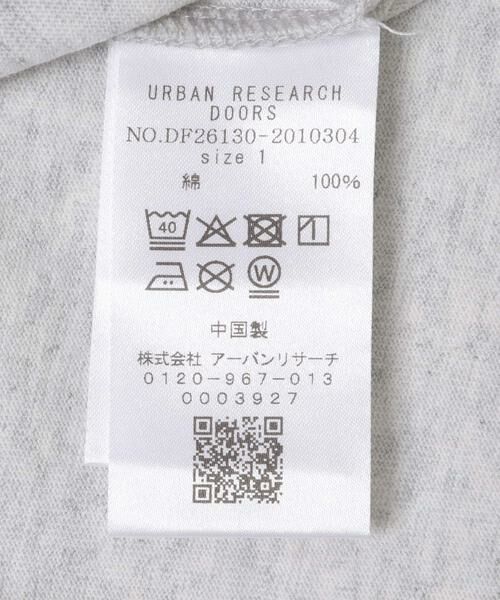 URBAN RESEARCH
DOORS
NO.DF26130-2010304
size 1
綿 100%
40
W
中国製
株式会社 アーバンリサーチ
0120-967-013
0003927